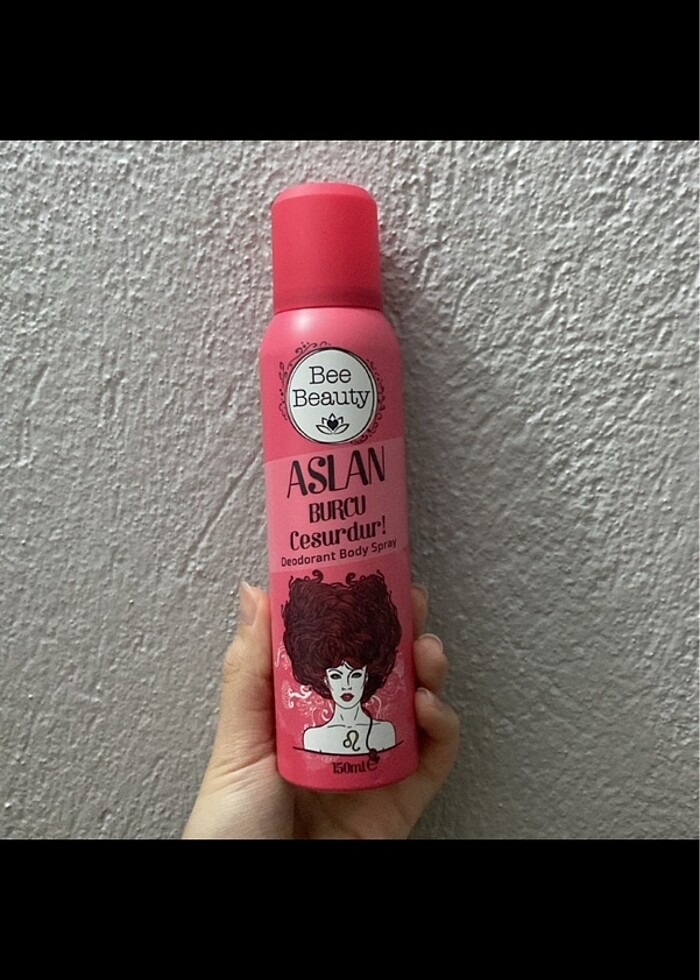 Bee
Beauty
ASLAN
BURCU
Cesurdur!
Deodorant Body Spray
150ml e